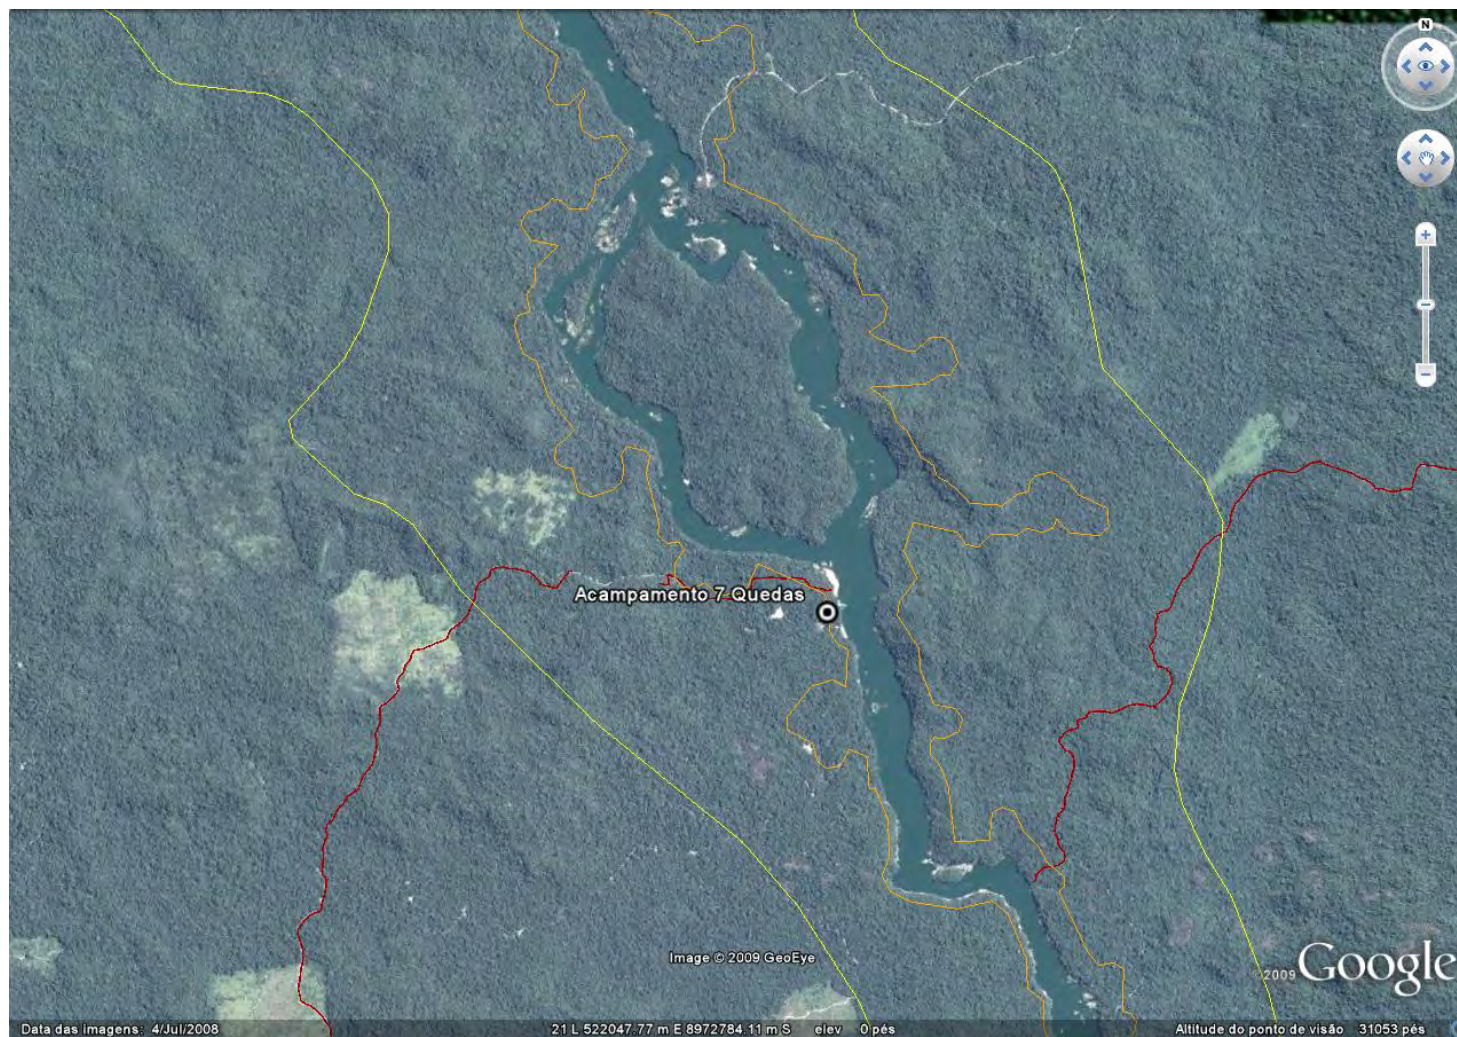 N
Acampamento 7 Quedas
Image © 2009 GeoEye
© 2009 Google
Data das imagens: 4/Jul/2008 21 L 522047.77 m E 8972784.11 m S elev 0 pés Altitude do ponto de visão 31053 pés